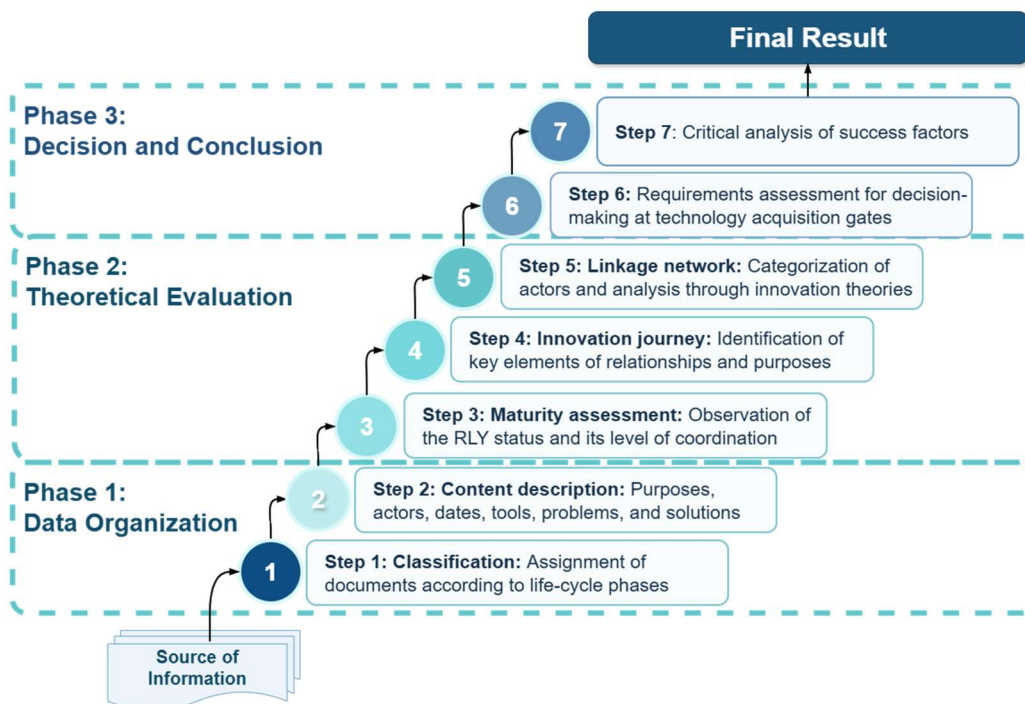 Final Result
Phase 3:
Decision and Conclusion
7
Step 7: Critical analysis of success factors
6
Step 6: Requirements assessment for decision-
making at technology acquisition gates
Phase 2:
Theoretical Evaluation
5
Step 5: Linkage network: Categorization of
actors and analysis through innovation theories
4
Step 4: Innovation journey: Identification of
key elements of relationships and purposes
3
Step 3: Maturity assessment: Observation of
the RLY status and its level of coordination
Phase 1:
Data Organization
2
Step 2: Content description: Purposes,
actors, dates, tools, problems, and solutions
1
Step 1: Classification: Assignment of
documents according to life-cycle phases
Source of
Information